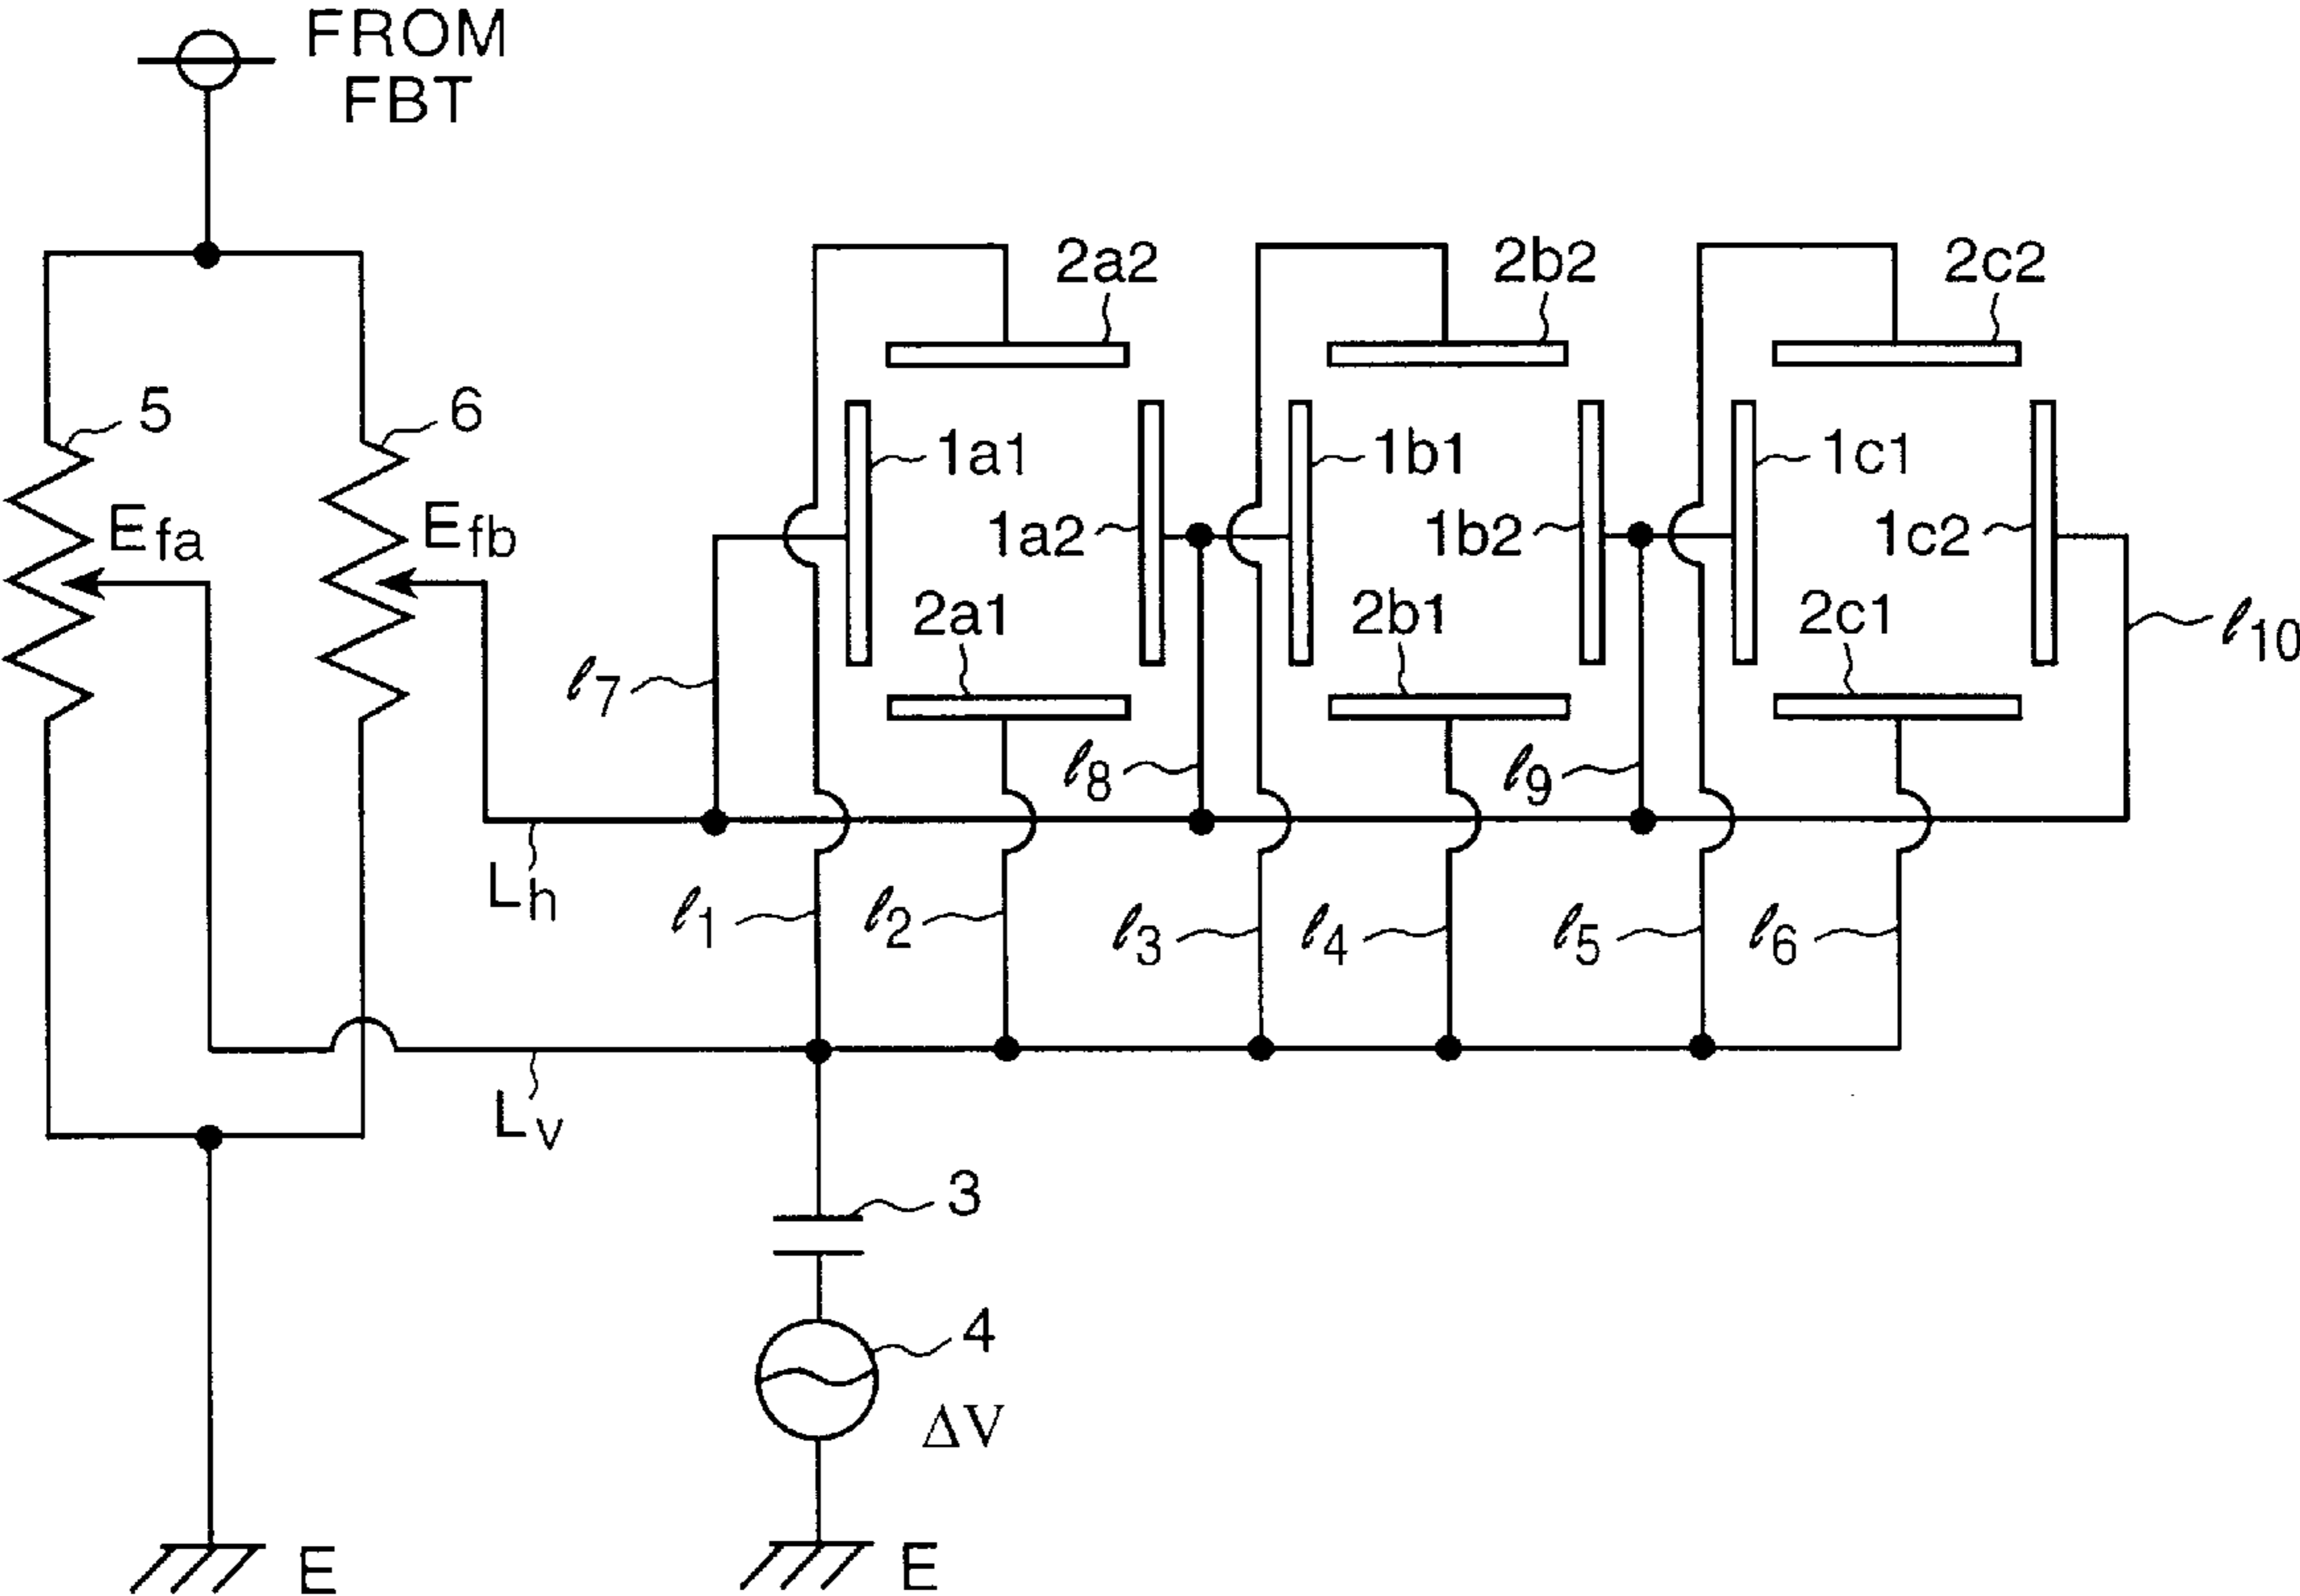 FROM
FBT
2a2
2b2
2c2
5
6
1a1
1b1
1c1
Efa
Efb
1a2
1b2
1c2
2a1
2b1
2c1
ℓ10
ℓ7
ℓ8
ℓ9
Lh
ℓ1
ℓ2
ℓ3
ℓ4
ℓ5
ℓ6
Lv
3
4
ΔV
E
E